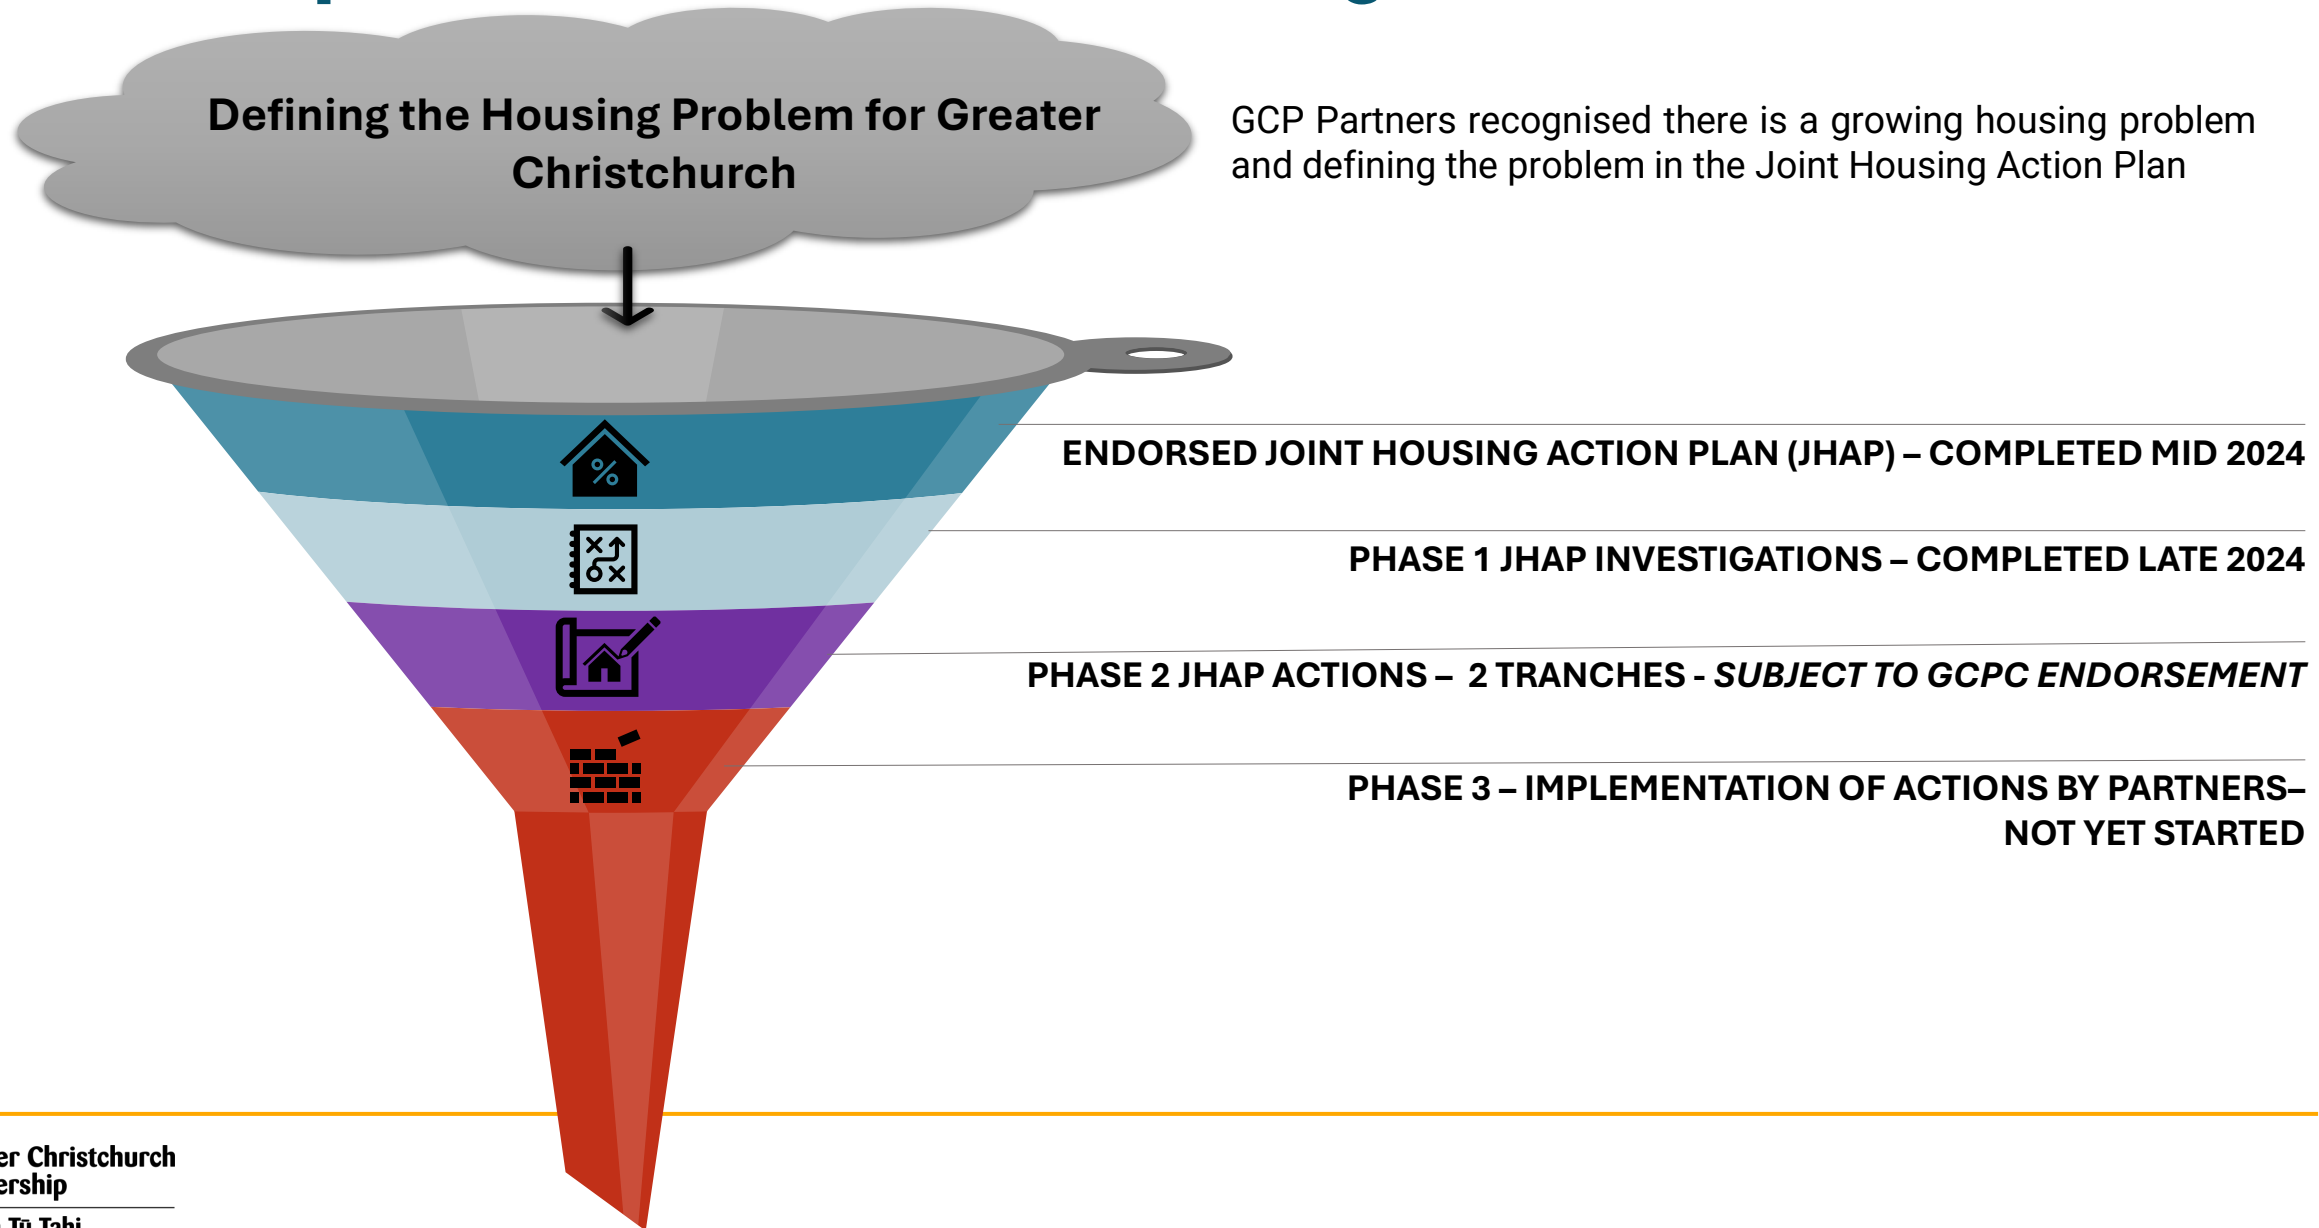 Defining the Housing Problem for Greater
Christchurch
GCP Partners recognised there is a growing housing problem
and defining the problem in the Joint Housing Action Plan
%
ENDORSED JOINT HOUSING ACTION PLAN (JHAP) – COMPLETED MID 2024
PHASE 1 JHAP INVESTIGATIONS – COMPLETED LATE 2024
PHASE 2 JHAP ACTIONS – 2 TRANCHES - SUBJECT TO GCPC ENDORSEMENT
PHASE 3 – IMPLEMENTATION OF ACTIONS BY PARTNERS–
NOT YET STARTED
er Christchurch
ership
Tū Tahi